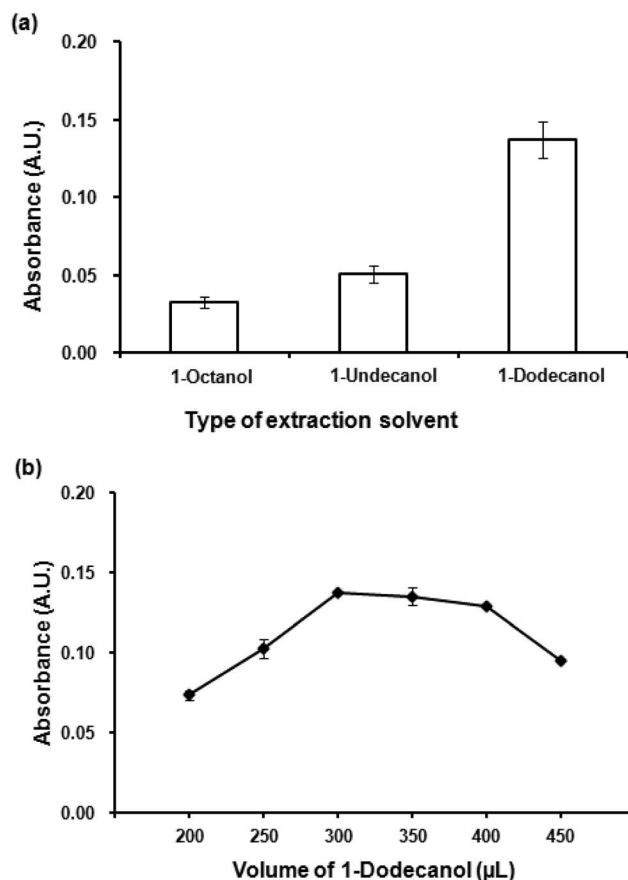 (a)
Absorbance (A.U.)
0.20
0.15
0.10
0.05
0.00
1-Octanol 1-Undecanol 1-Dodecanol
Type of extraction solvent
(b)
Absorbance (A.U.)
0.20
0.15
0.10
0.05
0.00
200 250 300 350 400 450
Volume of 1-Dodecanol (µL)